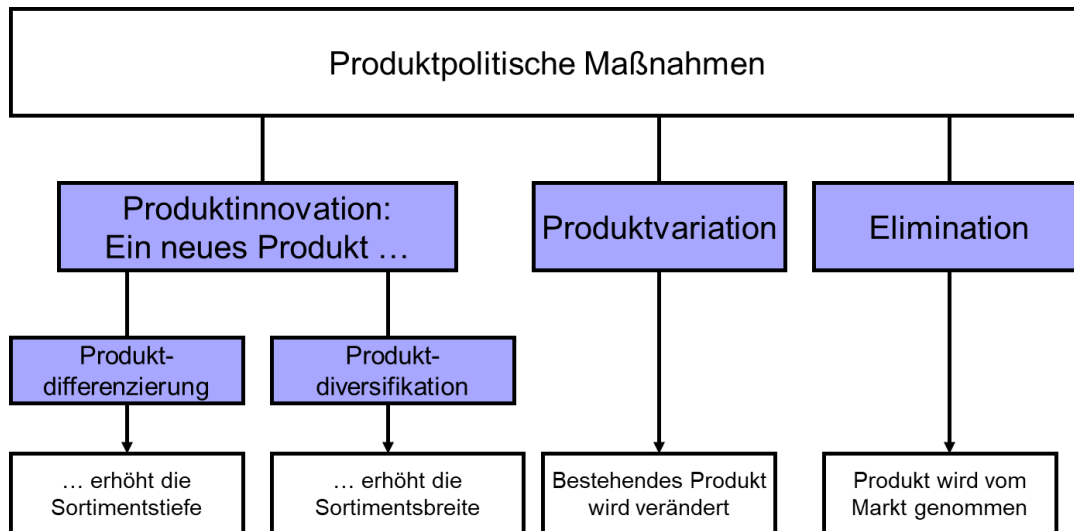 Produktpolitische Maßnahmen
Produktinnovation:
Ein neues Produkt …
Produktvariation
Elimination
Produkt-
differenzierung
Produkt-
diversifikation
… erhöht die
Sortimentstiefe
… erhöht die
Sortimentsbreite
Bestehendes Produkt
wird verändert
Produkt wird vom
Markt genommen